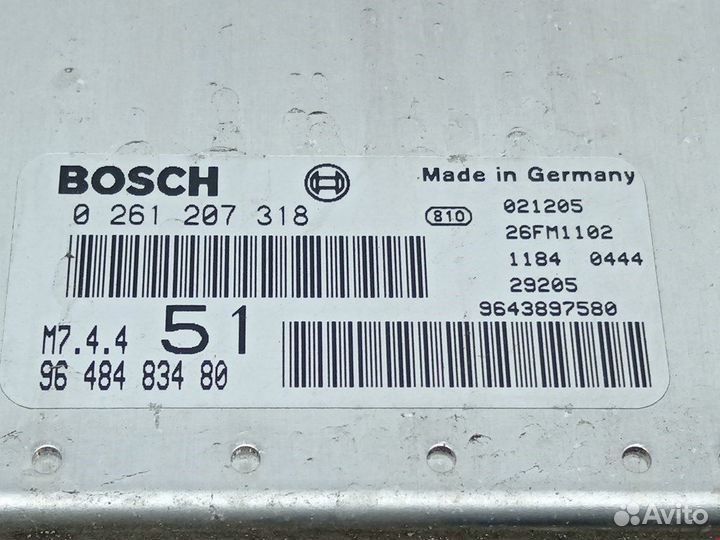 BOSCH
Made in Germany
0 261 207 318
810
021205
26FM1102
1184 0444
29205
9643897580
M7.4.4 51
96 484 834 80
Avito